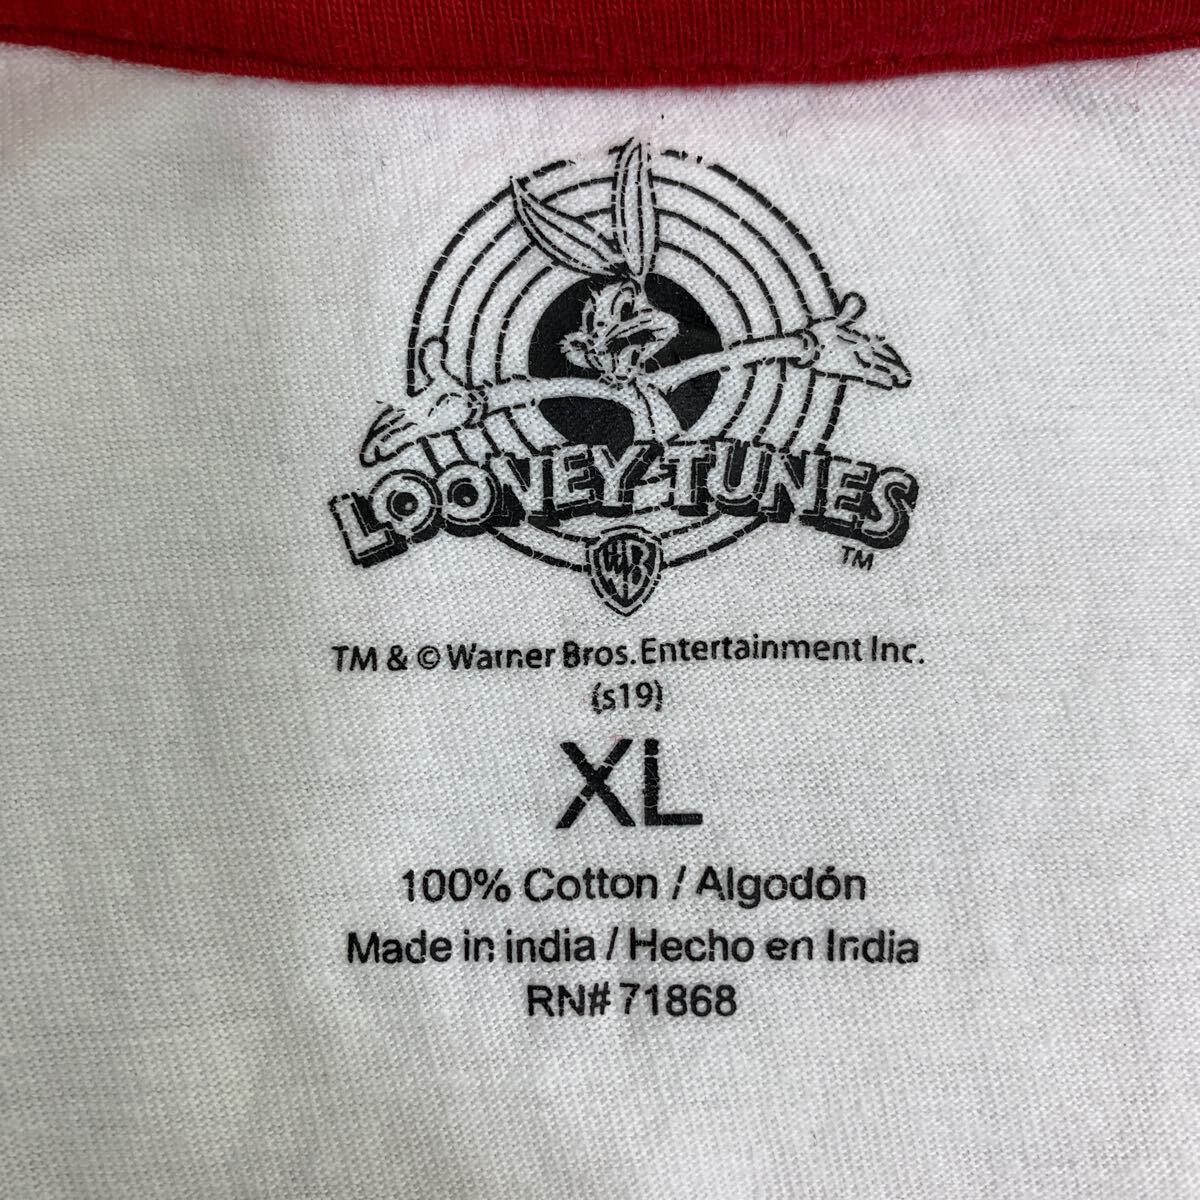 LOONEY TUNES
TM
WB
TM & © Warner Bros. Entertainment Inc.
(s19)
XL
100% Cotton / Algodón
Made in india / Hecho en India
RN# 71868